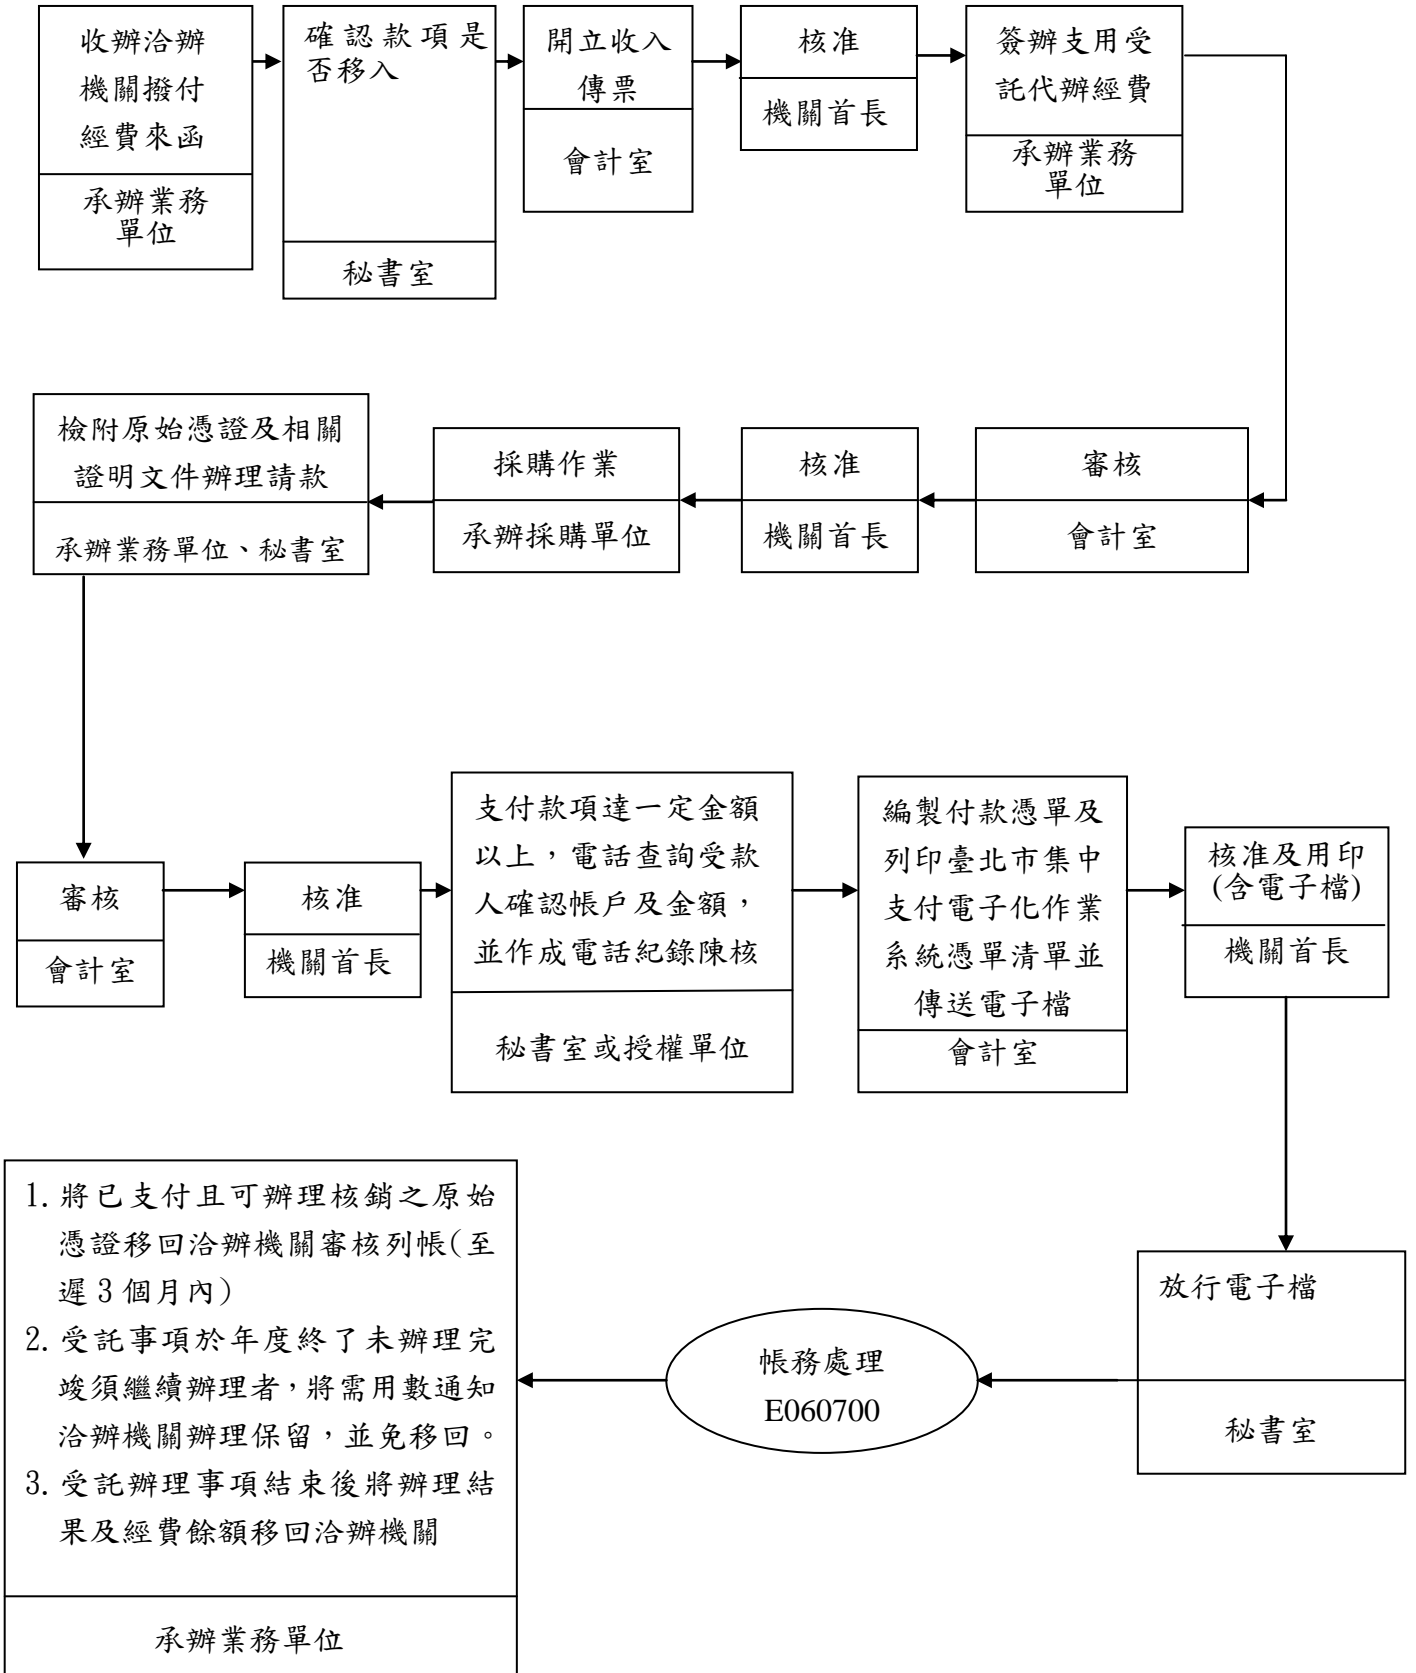 收辦洽辦
機關撥付
經費來函
承辦業務
單位
確認款項是
否移入
秘書室
開立收入
傳票
會計室
核准
機關首長
簽辦支用受
託代辦經費
承辦業務
單位
檢附原始憑證及相關
證明文件辦理請款
承辦業務單位、秘書室
採購作業
承辦採購單位
核准
機關首長
審核
會計室
審核
會計室
核准
機關首長
支付款項達一定金額
以上，電話查詢受款
人確認帳戶及金額，
並作成電話紀錄陳核
秘書室或授權單位
編製付款憑單及
列印臺北市集中
支付電子化作業
系統憑單清單並
傳送電子檔
會計室
核准及用印
(含電子檔)
機關首長
1. 將已支付且可辦理核銷之原始
憑證移回洽辦機關審核列帳(至
遲 3 個月內)
2. 受託事項於年度終了未辦理完
竣須繼續辦理者，將需用數通知
洽辦機關辦理保留，並免移回。
3. 受託辦理事項結束後將辦理結
果及經費餘額移回洽辦機關
承辦業務單位
帳務處理
E060700
放行電子檔
秘書室